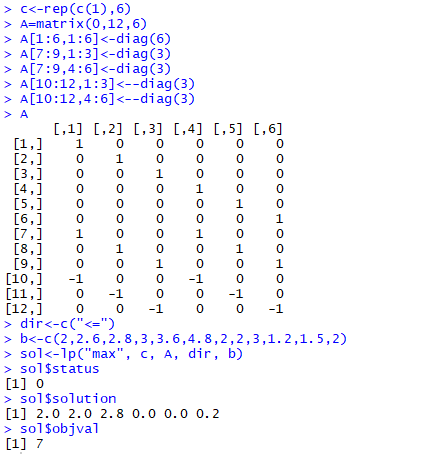 > c<-rep(c(1),6)
> A=matrix(0,12,6)
> A[1:6,1:6]<-diag(6)
> A[7:9,1:3]<-diag(3)
> A[7:9,4:6]<-diag(3)
> A[10:12,1:3]<--diag(3)
> A[10:12,4:6]<--diag(3)
> A
[,1] [,2] [,3] [,4] [,5] [,6]
[1,] 1 0 0 0 0 0
[2,] 0 1 0 0 0 0
[3,] 0 0 1 0 0 0
[4,] 0 0 0 1 0 0
[5,] 0 0 0 0 1 0
[6,] 0 0 0 0 0 1
[7,] 1 0 0 1 0 0
[8,] 0 1 0 0 1 0
[9,] 0 0 1 0 0 1
[10,] -1 0 0 -1 0 0
[11,] 0 -1 0 0 -1 0
[12,] 0 0 -1 0 0 -1
> dir<-c("<=")
> b<-c(2,2.6,2.8,3,3.6,4.8,2,2,3,1.2,1.5,2)
> sol<-lp("max", c, A, dir, b)
> sol$status
[1] 0
> sol$solution
[1] 2.0 2.0 2.8 0.0 0.0 0.2
> sol$objval
[1] 7